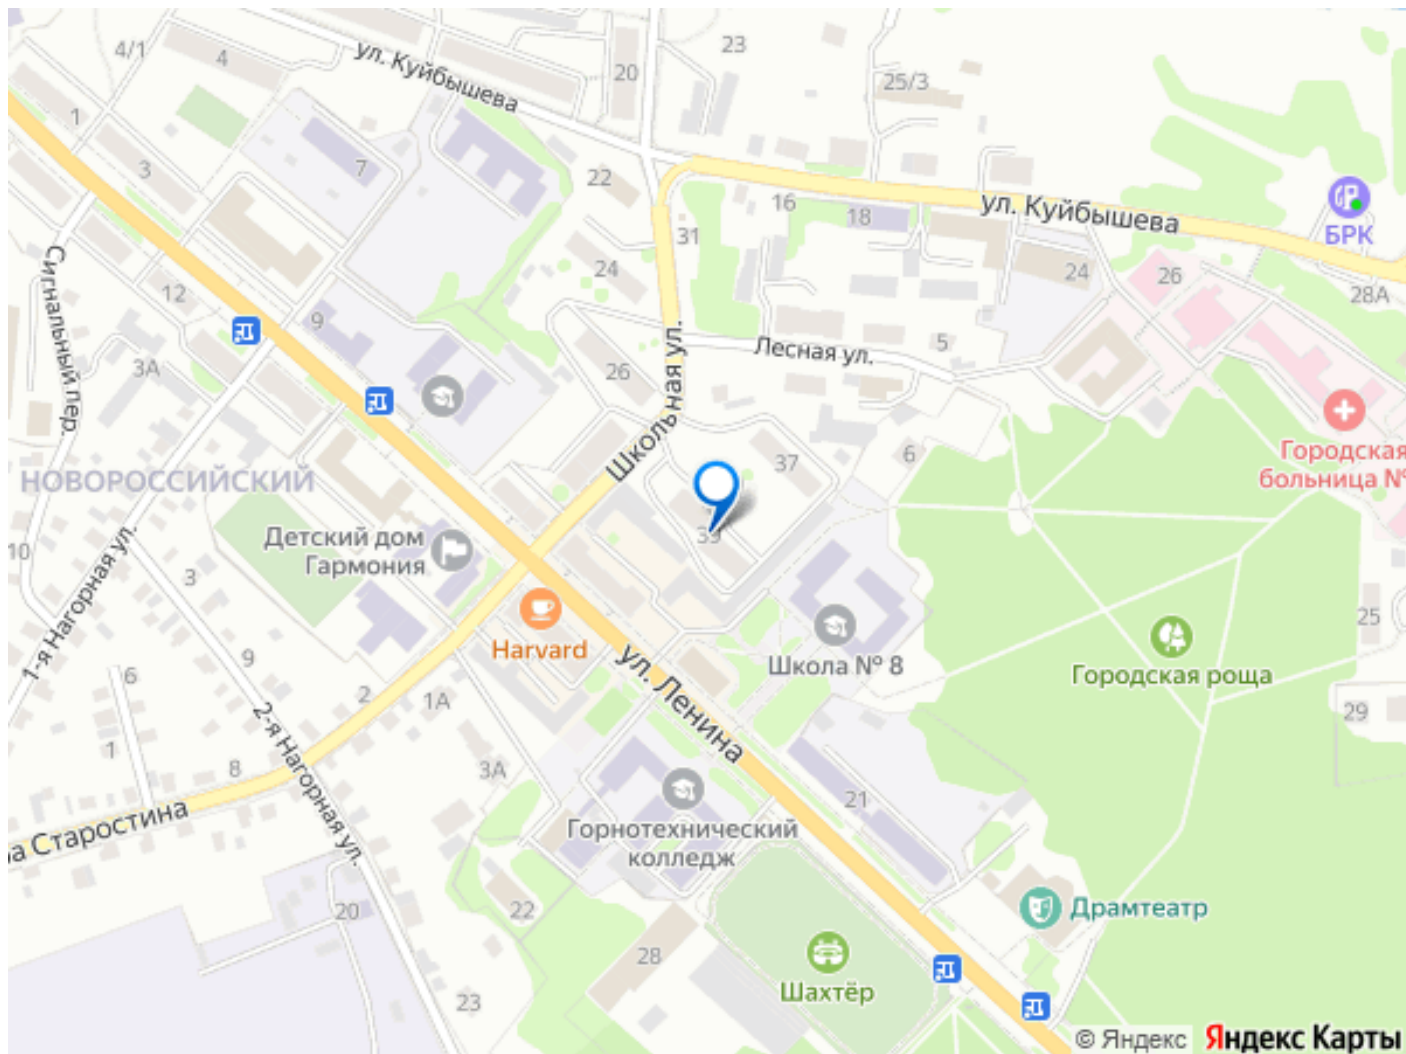 4/1
4
ул. Куйбышева
20
23
25/3
1
3
7
22
16
18
ул. Куйбышева
БРК
31
24
24
26
28А
Сигнальный пер.
12
9
3А
26
Школьная ул.
Лесная ул.
5
НОВОРОССИЙСКИЙ
37
6
Городская
больница №
39
10
1-я Нагорная ул.
3
Детский дом
Гармония
Harvard
ул. Ленина
Школа № 8
Городская роща
25
29
6
9
2
1А
1
8
2-я Нагорная ул.
3А
а Старостина
Горнотехнический
колледж
21
20
22
28
23
Шахтёр
Драмтеатр
© Яндекс Яндекс Карты